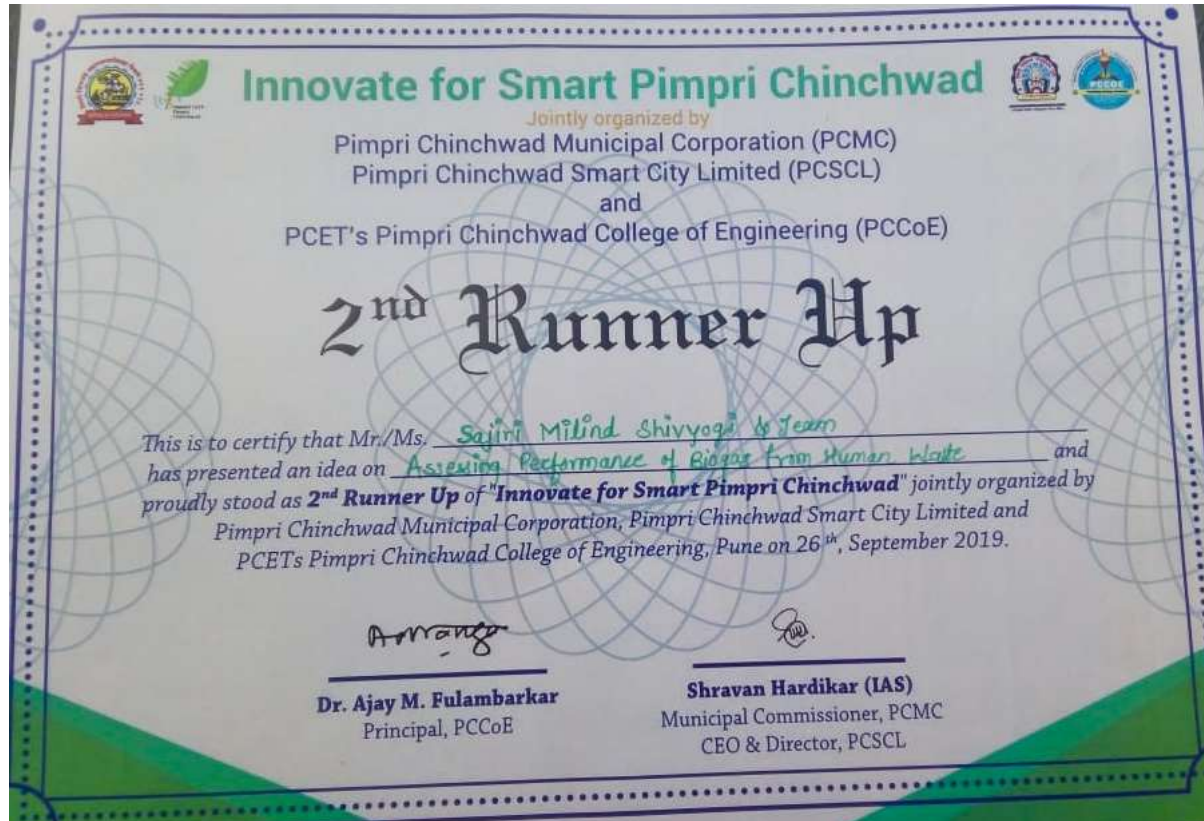 Innovate for Smart Pimpri Chinchwad
Jointly organized by
Pimpri Chinchwad Municipal Corporation (PCMC)
Pimpri Chinchwad Smart City Limited (PCSCL)
and
PCET's Pimpri Chinchwad College of Engineering (PCCoE)
PCCOE
2nd Runner Up
This is to certify that Mr./Ms. Sajiri Milind Shivyogi & Team
has presented an idea on Assessing Performance of Biogas from Human Waste and
proudly stood as 2nd Runner Up of "Innovate for Smart Pimpri Chinchwad" jointly organized by
Pimpri Chinchwad Municipal Corporation, Pimpri Chinchwad Smart City Limited and
PCETs Pimpri Chinchwad College of Engineering, Pune on 26th, September 2019.
Dr. Ajay M. Fulambarkar
Principal, PCCoE
Shravan Hardikar (IAS)
Municipal Commissioner, PCMC
CEO & Director, PCSCL